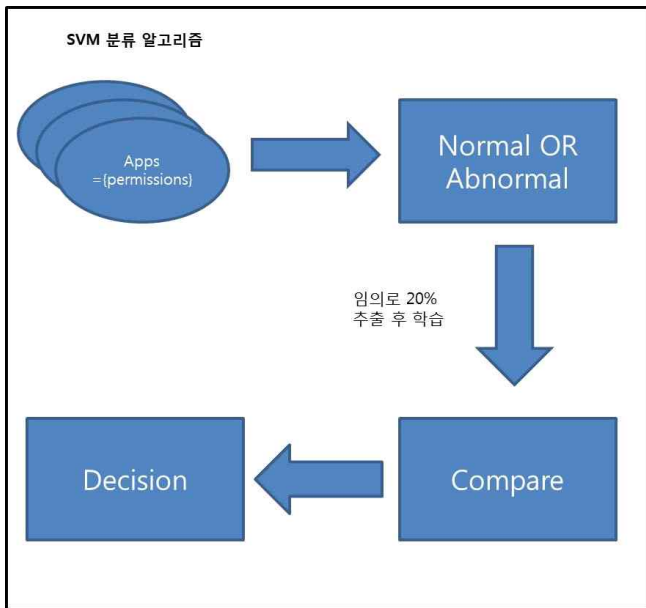 SVM 분류 알고리즘
Apps
={permissions}
Normal OR
Abnormal
임의로 20%
추출 후 학습
Decision
Compare